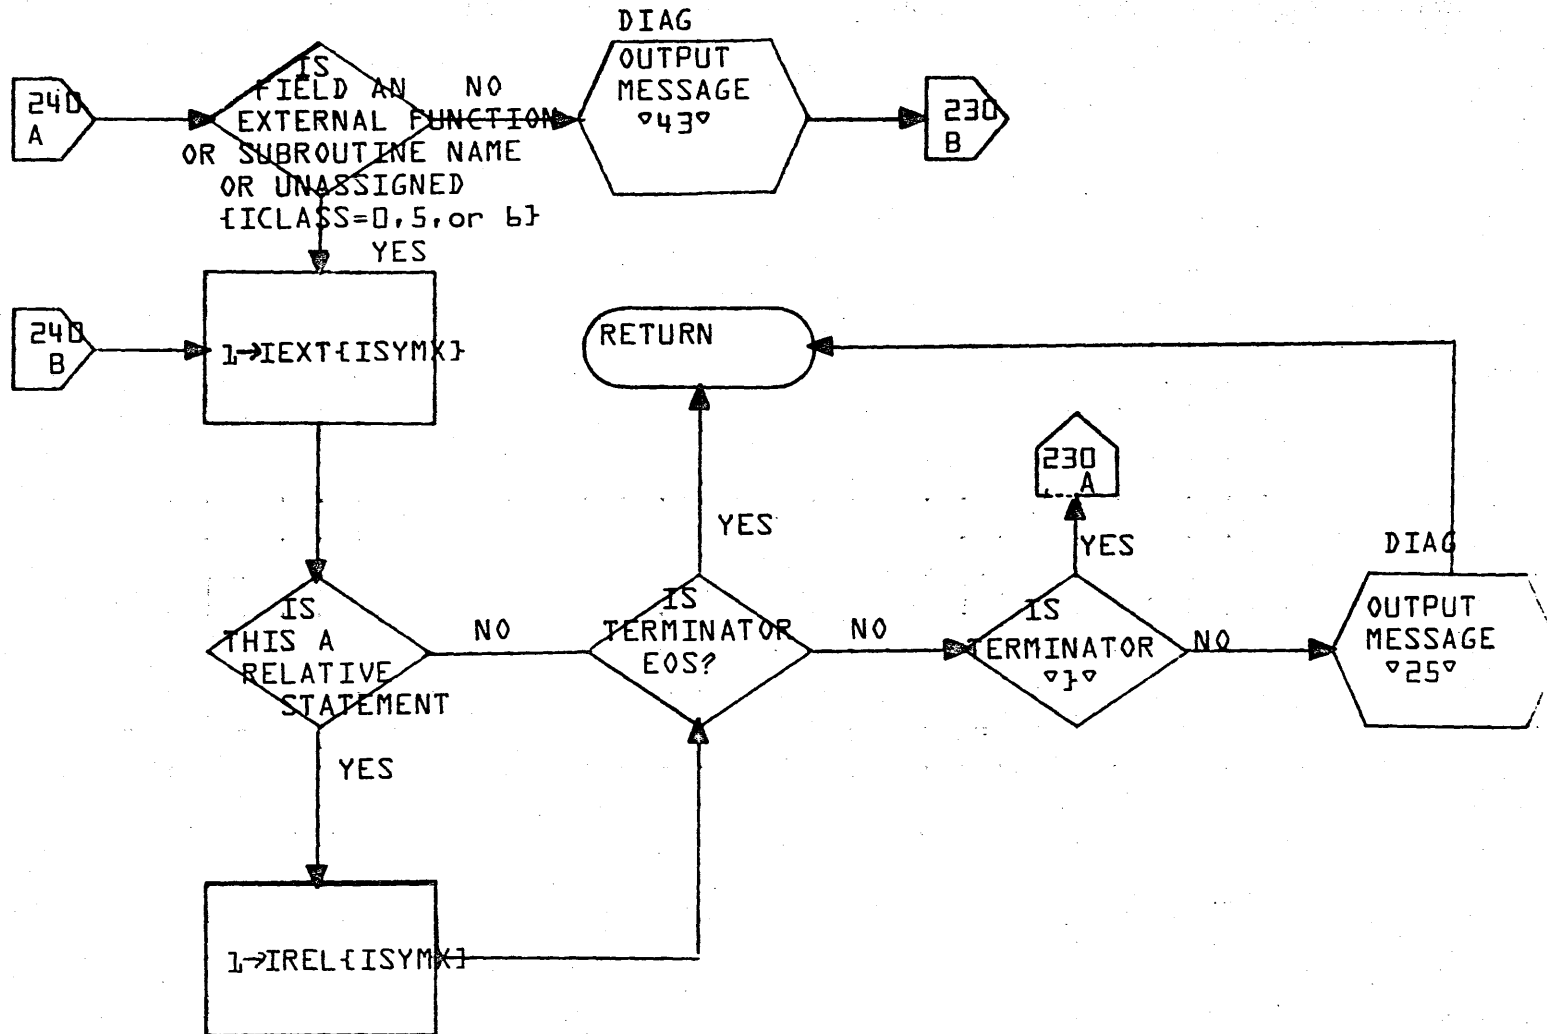 DIAG
240
A
IS
FIELD AN
EXTERNAL FUNCTION
OR SUBROUTINE NAME
OR UNASSIGNED
{ICLASS=0,5,or 6}
NO
OUTPUT
MESSAGE
▿43▿
230
B
YES
240
B
1→IEXT{ISYMX}
RETURN
230
A
YES
YES
DIAG
IS
THIS A
RELATIVE
STATEMENT
NO
IS
TERMINATOR
EOS?
NO
IS
TERMINATOR
▿}▿
NO
OUTPUT
MESSAGE
▿25▿
YES
1→IREL{ISYMX}